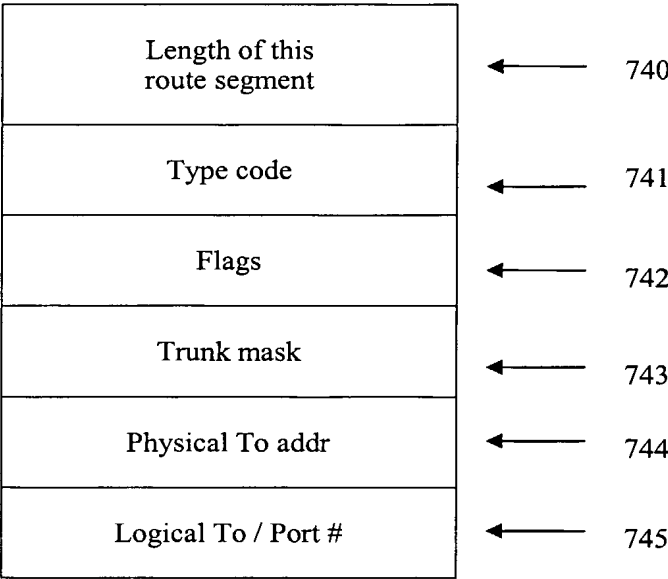 Length of this
route segment
740
Type code
741
Flags
742
Trunk mask
743
Physical To addr
744
Logical To / Port #
745